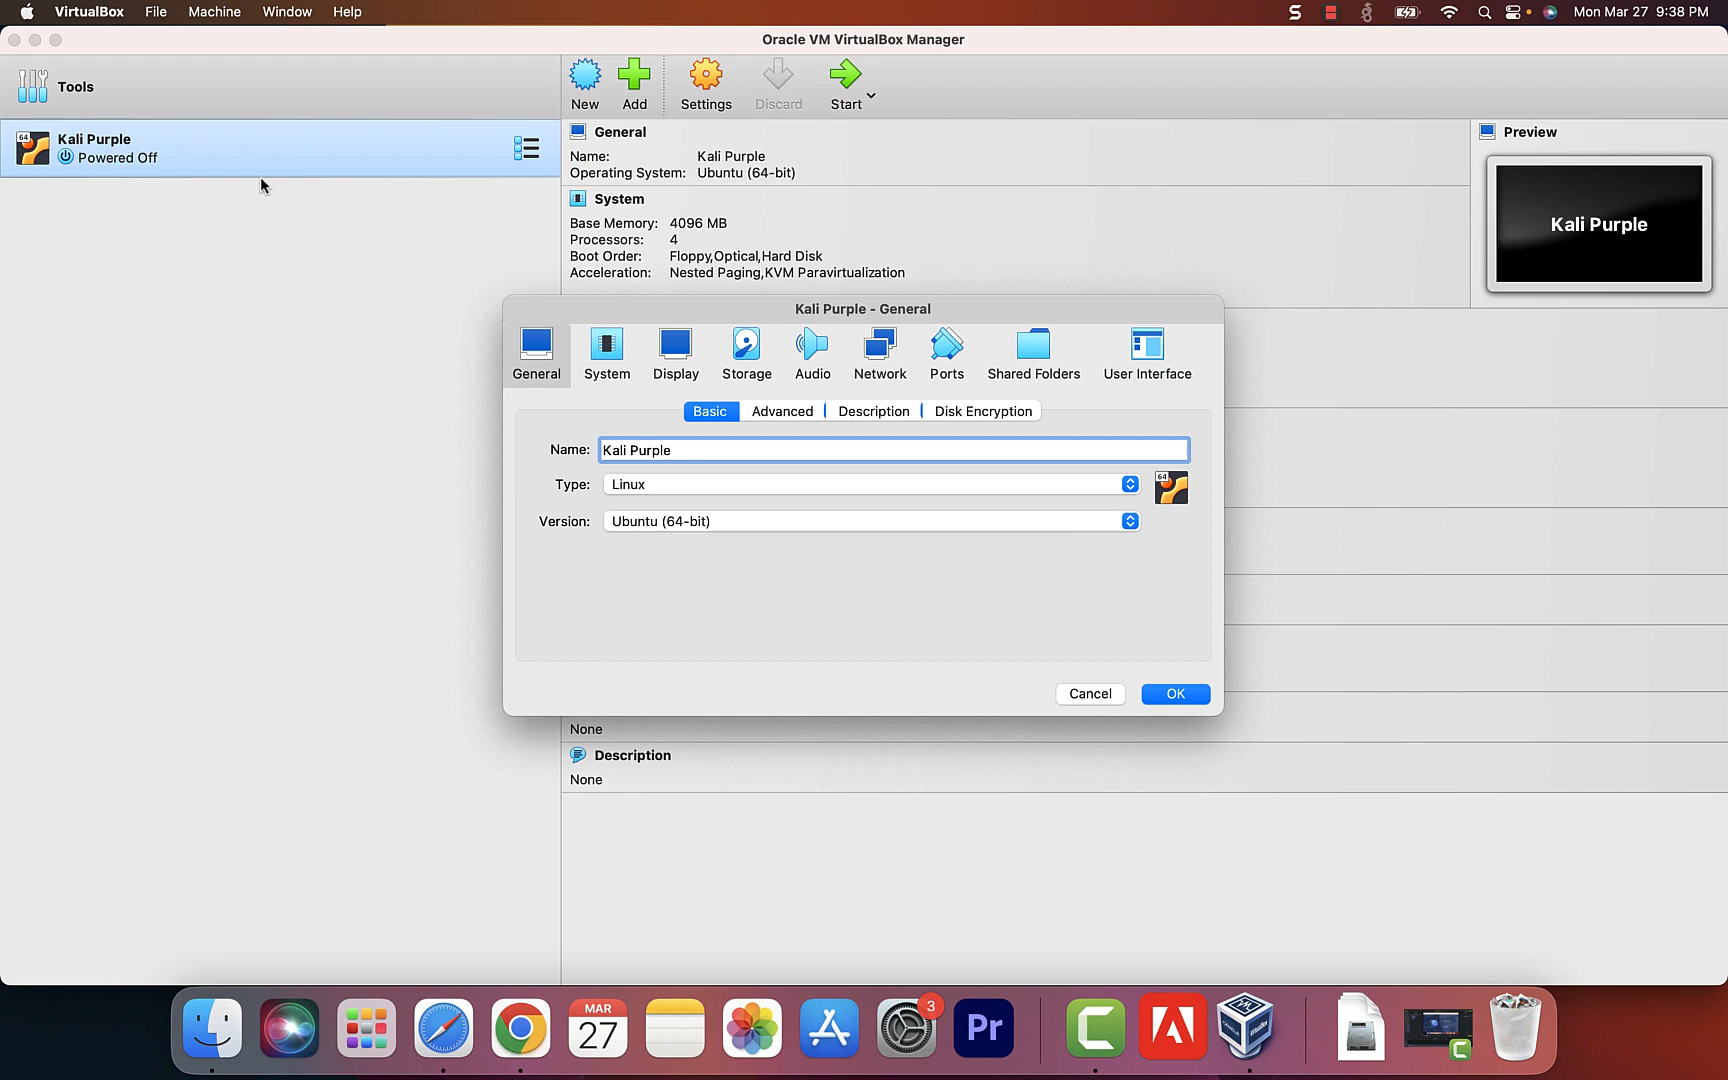 VirtualBox File Machine Window Help
Mon Mar 27 9:38 PM
Oracle VM VirtualBox Manager
Tools
New Add Settings Discard Start
64
Kali Purple
Powered Off
General
Name: Kali Purple
Operating System: Ubuntu (64-bit)
System
Base Memory: 4096 MB
Processors: 4
Boot Order: Floppy,Optical,Hard Disk
Acceleration: Nested Paging,KVM Paravirtualization
Preview
Kali Purple
Kali Purple - General
General System Display Storage Audio Network Ports Shared Folders User Interface
Basic Advanced Description Disk Encryption
Name: Kali Purple
Type: Linux
64
Version: Ubuntu (64-bit)
Cancel OK
None
Description
None
MAR
27
3
Pr